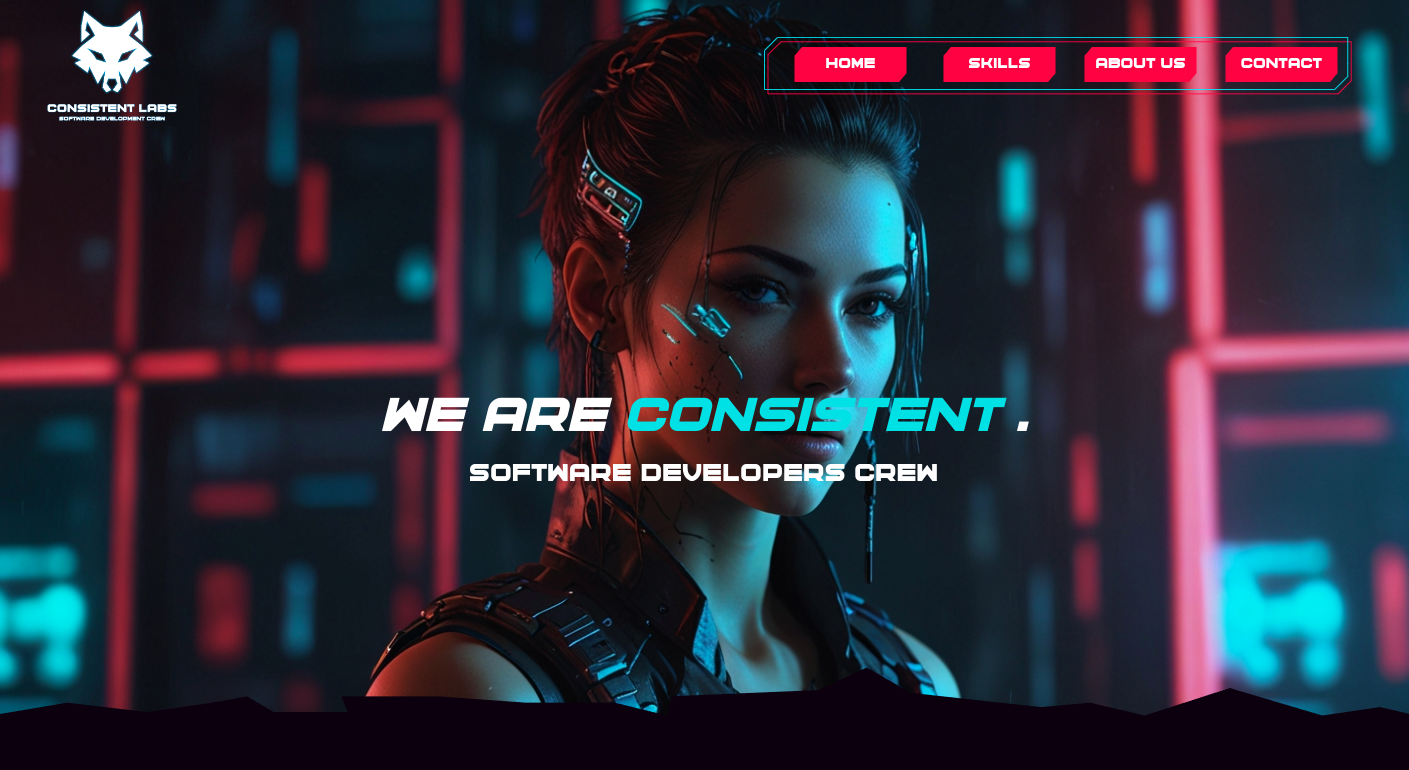 CONSISTENT LABS
SOFTWARE DEVELOPMENT CREW
HOME
SKILLS
ABOUT US
CONTACT
WE ARE CONSISTENT .
SOFTWARE DEVELOPERS CREW